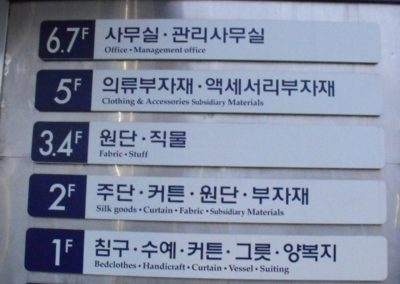 6.7F 사무실·관리사무실
Office • Management office
5F 의류부자재·액세서리부자재
Clothing & Accessories Subsidiary Materials
3.4F 원단·직물
Fabric • Stuff
2F 주단·커튼·원단·부자재
Silk goods • Curtain • Fabric • Subsidiary Materials
1F 침구·수예·커튼·그릇·양복지
Bedclothes • Handicraft • Curtain • Vessel • Suiting